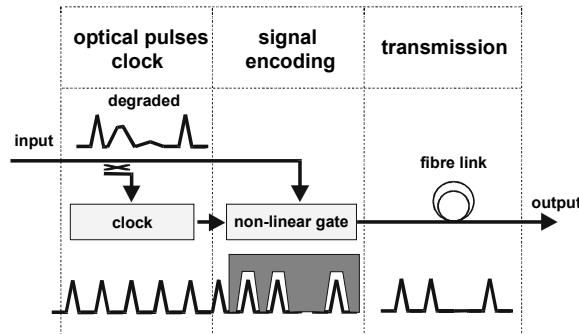 optical pulses
clock
signal
encoding
transmission
degraded
input
fibre link
clock
non-linear gate
output